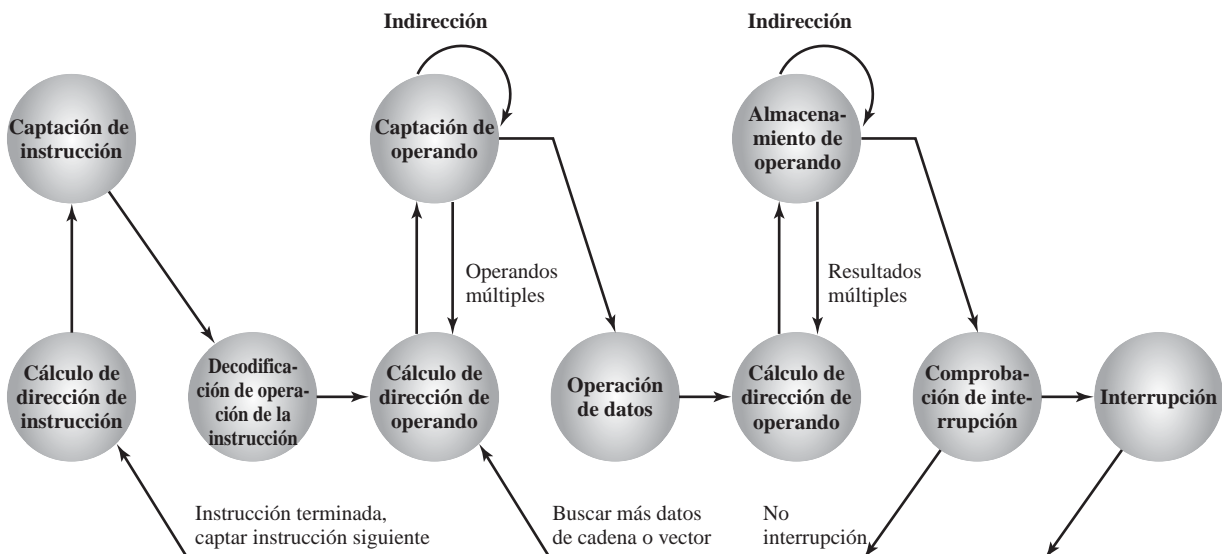 Indirección
Indirección
Captación de
instrucción
Captación de
operando
Almacena-
miento de
operando
Operandos
múltiples
Resultados
múltiples
Cálculo de
dirección de
instrucción
Decodifica-
ción de opera-
ción de la
instrucción
Cálculo de
dirección de
operando
Operación
de datos
Cálculo de
dirección de
operando
Comproba-
ción de inte-
rrupción
Interrupción
Instrucción terminada,
captar instrucción siguiente
Buscar más datos
de cadena o vector
No
interrupción